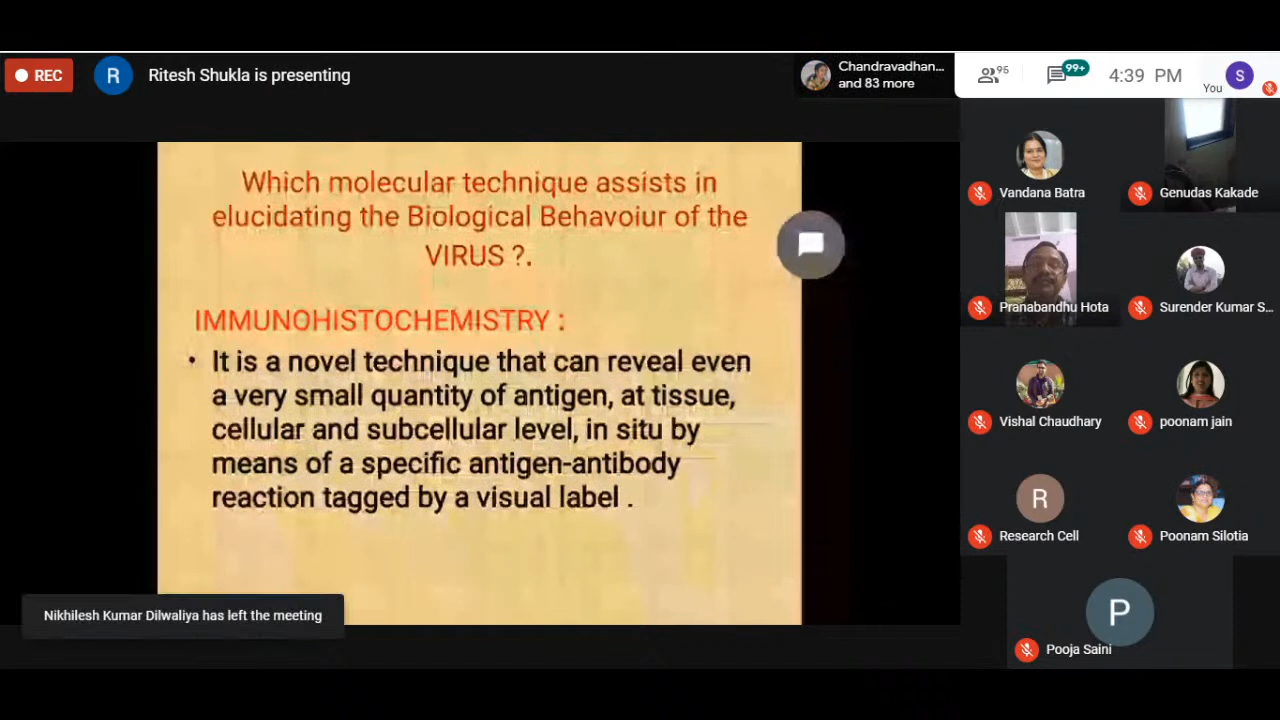 REC
R
Ritesh Shukla is presenting
Chandravadhan...
and 83 more
95
99+
4:39 PM
You
S
Which molecular technique assists in
elucidating the Biological Behavoiur of the
VIRUS ?.
IMMUNOHISTOCHEMISTRY :
• It is a novel technique that can reveal even
a very small quantity of antigen, at tissue,
cellular and subcellular level, in situ by
means of a specific antigen-antibody
reaction tagged by a visual label .
Nikhilesh Kumar Dilwaliya has left the meeting
Vandana Batra
Genudas Kakade
Pranabandhu Hota
Surender Kumar S...
Vishal Chaudhary
poonam jain
R
Research Cell
Poonam Silotia
P
Pooja Saini